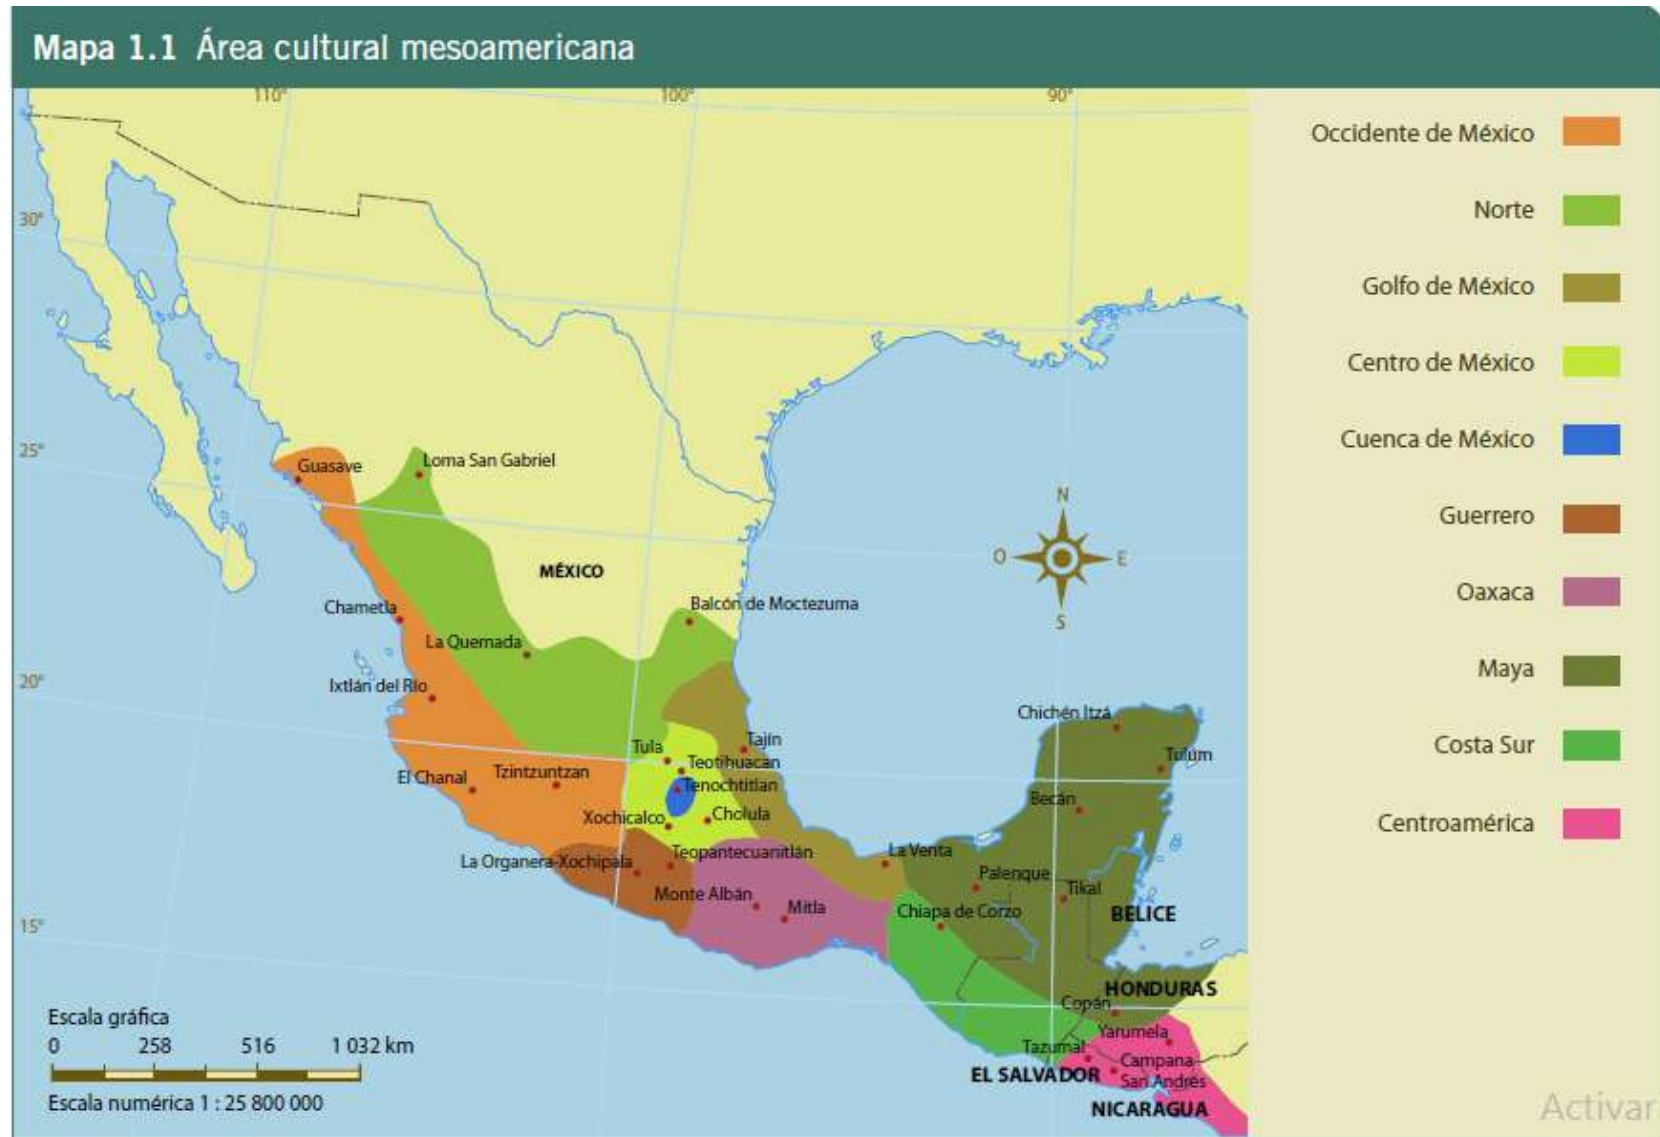 Mapa 1.1 Área cultural mesoamericana
110°
100°
90°
30°
25°
20°
15°
Guasave
Loma San Gabriel
MÉXICO
Chametla
La Quemada
Balcón de Moctezuma
Ixtlán del Río
El Chanal
Tzintzuntzan
Tula
Tajín
Teotihuacan
Tenochtitlan
Xochicalco
Cholula
La Organera-Xochipala
Teopantecuanitlán
Monte Albán
Mitla
La Venta
Chiapa de Corzo
Palenque
Tikal
Chichén Itzá
Tulum
Becán
BELICE
HONDURAS
Copán
Yarumela
Tazumal
Campana
San Andrés
EL SALVADOR
NICARAGUA
N
O
E
S
Escala gráfica
0 258 516 1 032 km
Escala numérica 1 : 25 800 000
Occidente de México
Norte
Golfo de México
Centro de México
Cuenca de México
Guerrero
Oaxaca
Maya
Costa Sur
Centroamérica
Activar